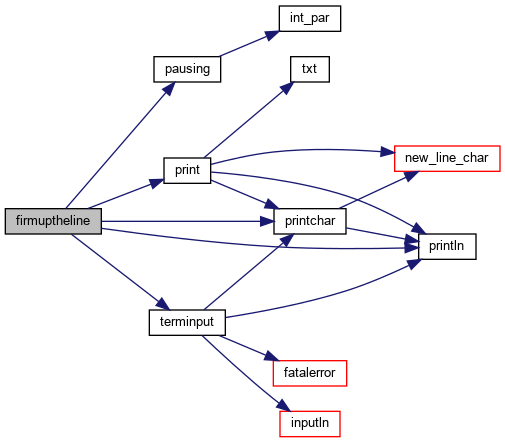 int_par
pausing
txt
new_line_char
print
firmuptheline
printchar
println
terminput
fatalerror
inputln